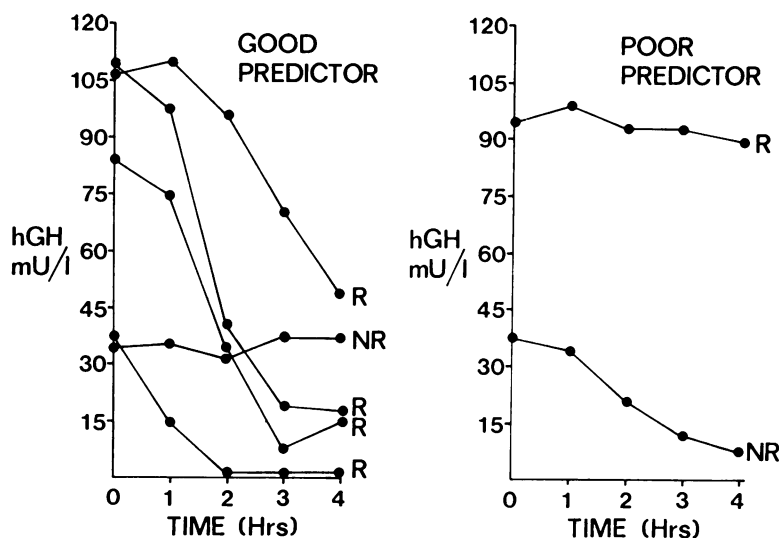 GOOD
PREDICTOR
120
105
90
75
60
45
30
15
hGH
mU/l
R
NR
R
R
R
0 1 2 3 4
TIME (Hrs)
POOR
PREDICTOR
120
105
90
75
60
45
30
15
hGH
mU/l
R
NR
0 1 2 3 4
TIME (Hrs)